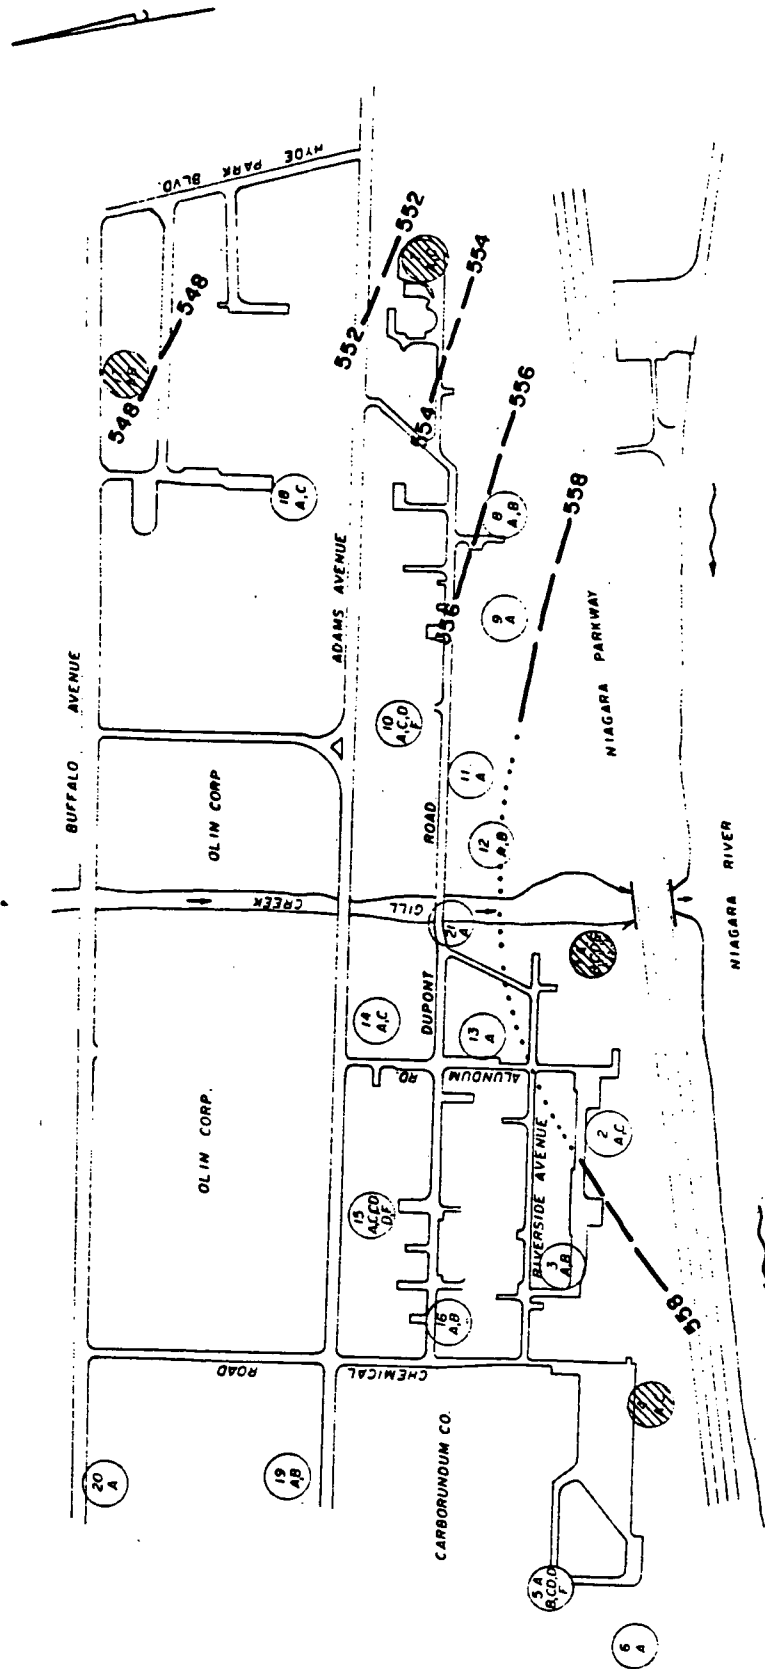 HYDE PARK BLVD.
548
548
552
552
554
554
556
556
558
558
18
A,C
8
A,B
9
A
BUFFALO AVENUE
ADAMS AVENUE
NIAGARA PARKWAY
OLIN CORP
10
A,C,D
F
11
A
12
A,B
DUPONT ROAD
GILL CREEK
21
A
NIAGARA RIVER
14
A,C
13
A
ALUNDUM RD.
OLIN CORP.
15
A,C,CD
D,F
RIVERSIDE AVENUE
2
A,C
3
A,B
16
A,B
CHEMICAL ROAD
CARBORUNDUM CO.
20
A
19
A,B
5 A
B,CD,D
F
6
A